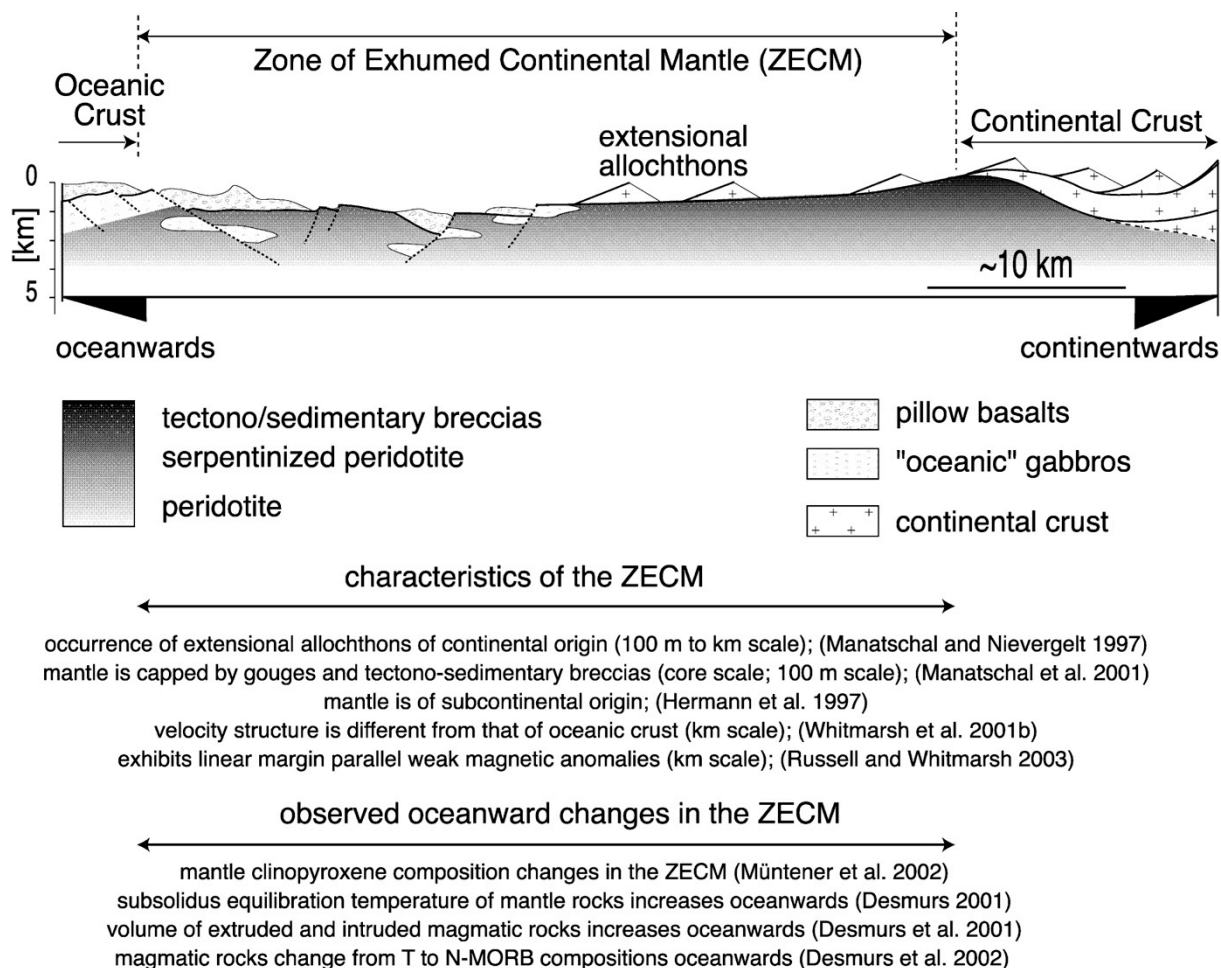 Zone of Exhumed Continental Mantle (ZECM)
Oceanic
Crust
extensional
allochthons
Continental Crust
0
[km]
5
~10 km
oceanwards
continentwards
tectono/sedimentary breccias
serpentinized peridotite
peridotite
pillow basalts
"oceanic" gabbros
continental crust
characteristics of the ZECM
occurrence of extensional allochthons of continental origin (100 m to km scale); (Manatschal and Nievergelt 1997)
mantle is capped by gouges and tectono-sedimentary breccias (core scale; 100 m scale); (Manatschal et al. 2001)
mantle is of subcontinental origin; (Hermann et al. 1997)
velocity structure is different from that of oceanic crust (km scale); (Whitmarsh et al. 2001b)
exhibits linear margin parallel weak magnetic anomalies (km scale); (Russell and Whitmarsh 2003)
observed oceanward changes in the ZECM
mantle clinopyroxene composition changes in the ZECM (Müntener et al. 2002)
subsolidus equilibration temperature of mantle rocks increases oceanwards (Desmurs 2001)
volume of extruded and intruded magmatic rocks increases oceanwards (Desmurs et al. 2001)
magmatic rocks change from T to N-MORB compositions oceanwards (Desmurs et al. 2002)